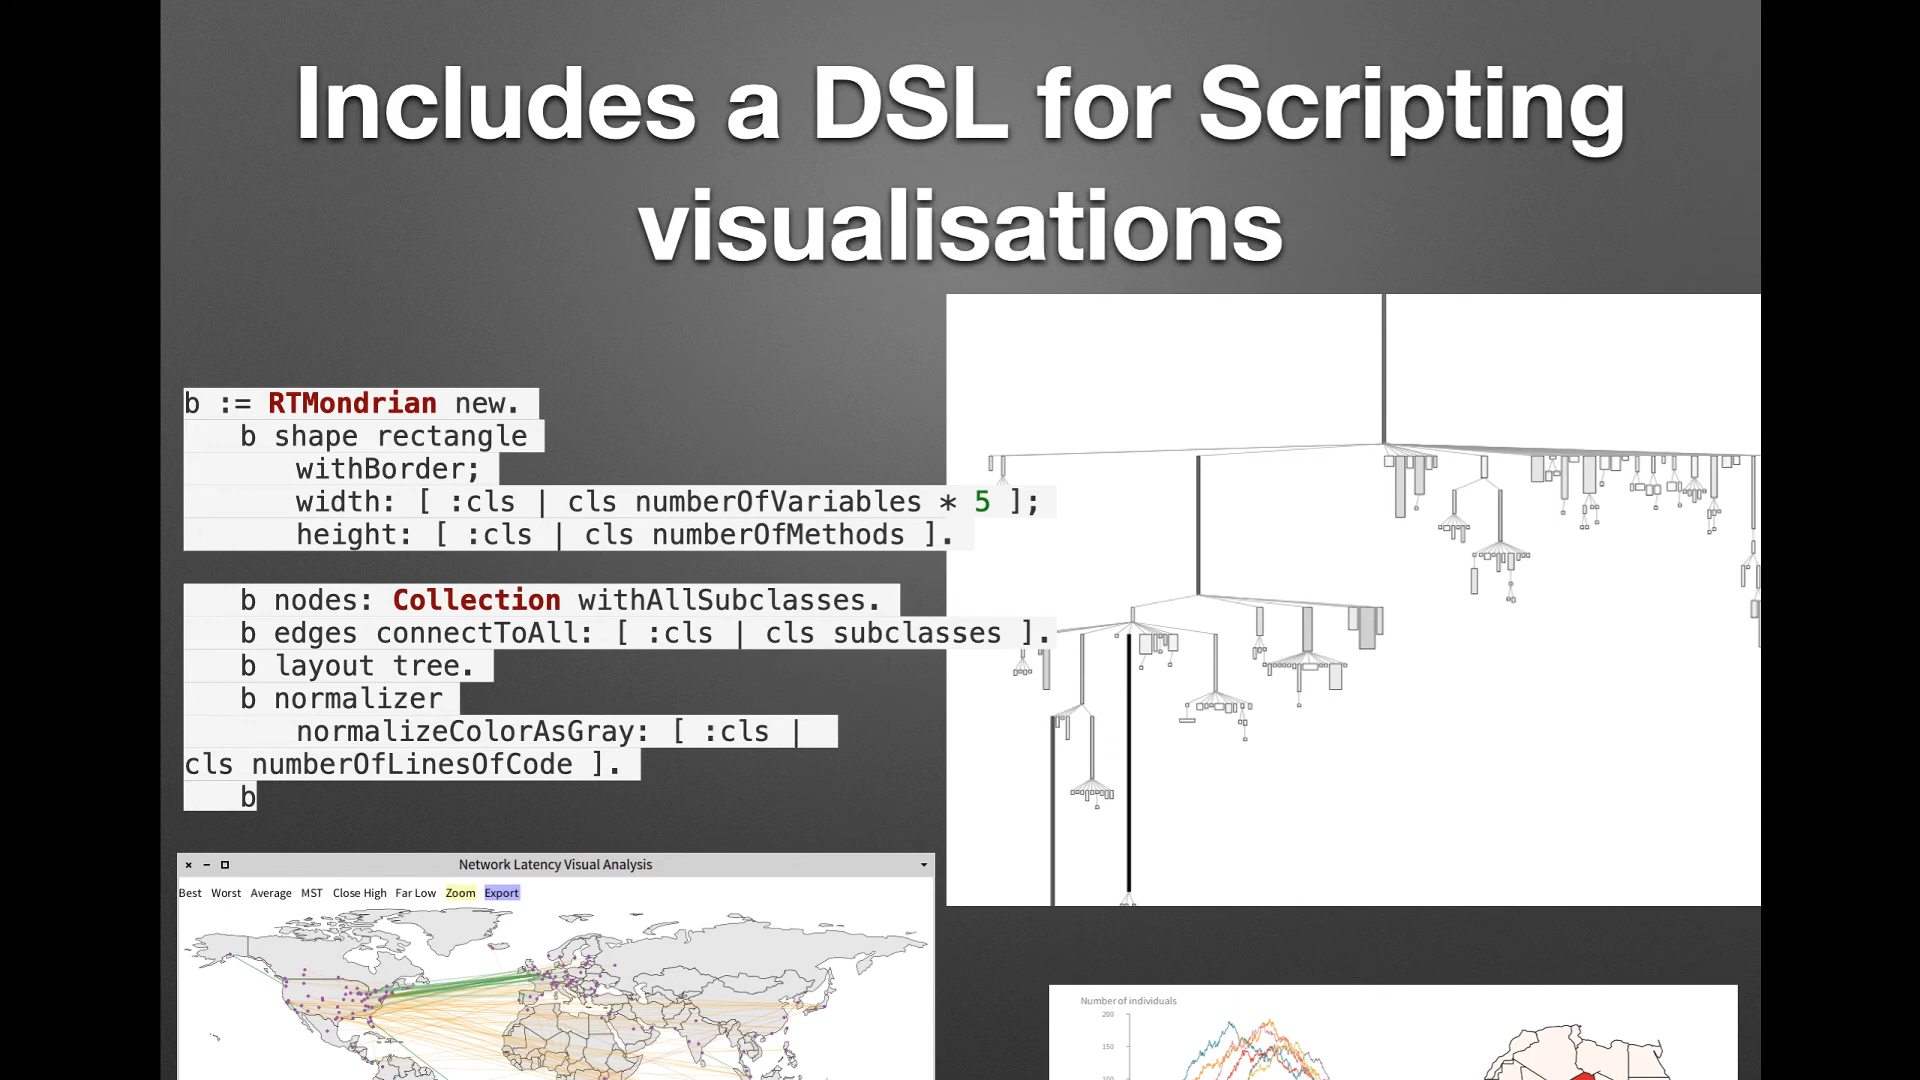 Includes a DSL for Scripting
visualisations
b := RTMondrian new.
b shape rectangle
withBorder;
width: [ :cls | cls numberOfVariables * 5 ];
height: [ :cls | cls numberOfMethods ].
b nodes: Collection withAllSubclasses.
b edges connectToAll: [ :cls | cls subclasses ].
b layout tree.
b normalizer
normalizeColorAsGray: [ :cls |
cls numberOfLinesOfCode ].
b
Network Latency Visual Analysis
Best Worst Average MST Close High Far Low Zoom Export
Number of individuals
200
150
100